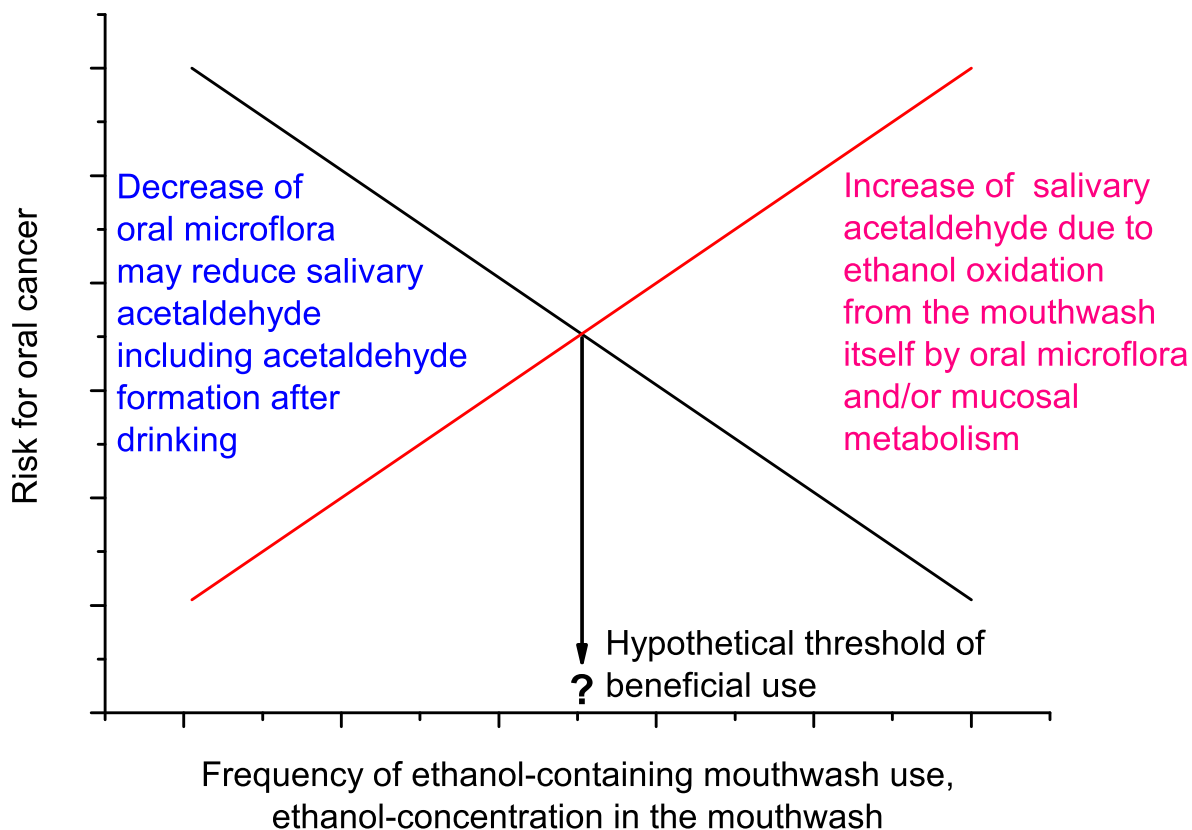 Risk for oral cancer
Decrease of
oral microflora
may reduce salivary
acetaldehyde
including acetaldehyde
formation after
drinking
Increase of  salivary
acetaldehyde due to
ethanol oxidation
from the mouthwash
itself by oral microflora
and/or mucosal
metabolism
Hypothetical threshold of
? beneficial use
Frequency of ethanol-containing mouthwash use,
ethanol-concentration in the mouthwash